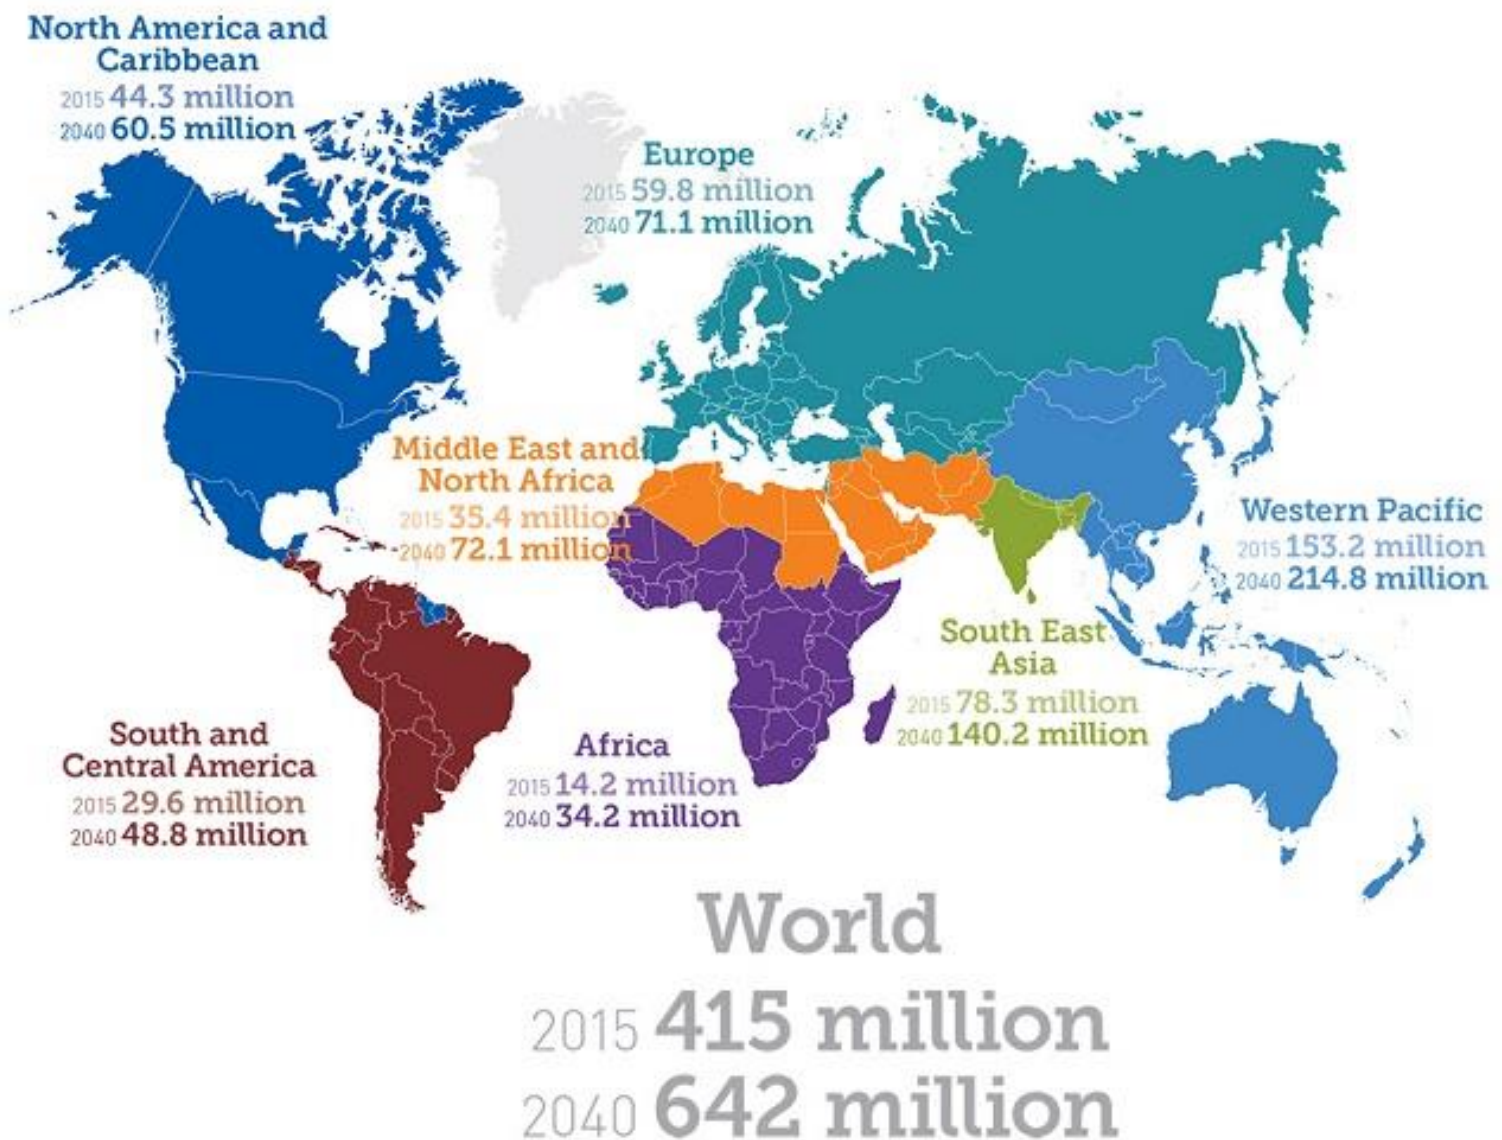 North America and
Caribbean
2015 44.3 million
2040 60.5 million
Europe
2015 59.8 million
2040 71.1 million
Middle East and
North Africa
2015 35.4 million
2040 72.1 million
Western Pacific
2015 153.2 million
2040 214.8 million
South East
Asia
2015 78.3 million
2040 140.2 million
South and
Central America
2015 29.6 million
2040 48.8 million
Africa
2015 14.2 million
2040 34.2 million
World
2015 415 million
2040 642 million